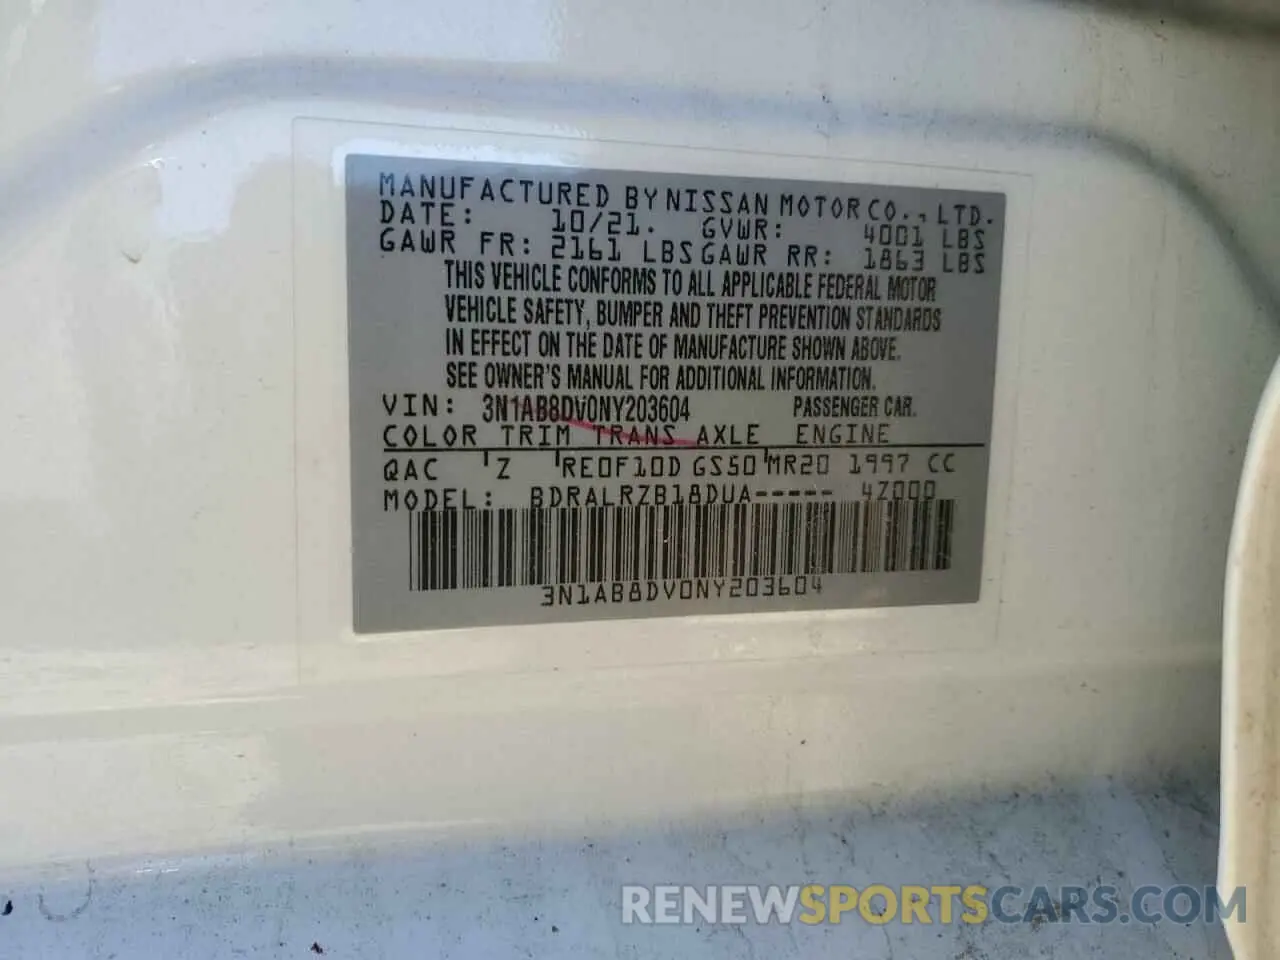 MANUFACTURED BY NISSAN MOTOR CO., LTD.
DATE: 10/21. GVWR: 4001 LBS
GAWR FR: 2161 LBS GAWR RR: 1863 LBS
THIS VEHICLE CONFORMS TO ALL APPLICABLE FEDERAL MOTOR
VEHICLE SAFETY, BUMPER AND THEFT PREVENTION STANDARDS
IN EFFECT ON THE DATE OF MANUFACTURE SHOWN ABOVE.
SEE OWNER'S MANUAL FOR ADDITIONAL INFORMATION.
VIN: 3N1AB8DV0NY203604 PASSENGER CAR.
COLOR TRIM TRANS AXLE ENGINE
QAC Z RE0F10D GS50 MR20 1997 CC
MODEL: BDRALRZB18DUA----- 4Z000
3N1AB8DV0NY203604
RENEWSPORTSCARS.COM